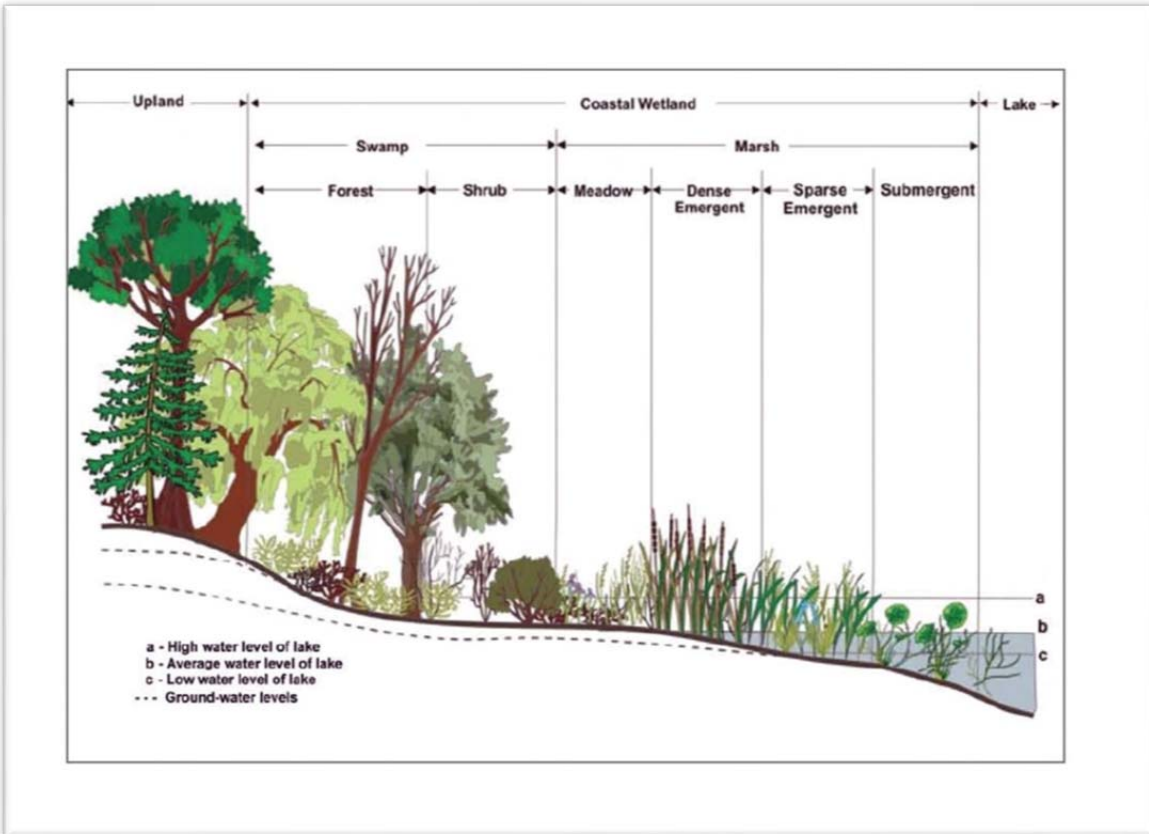 Upland Coastal Wetland Lake
Swamp Marsh
Forest Shrub Meadow Dense Emergent Sparse Emergent Submergent
a
b
c
a - High water level of lake
b - Average water level of lake
c - Low water level of lake
--- Ground-water levels